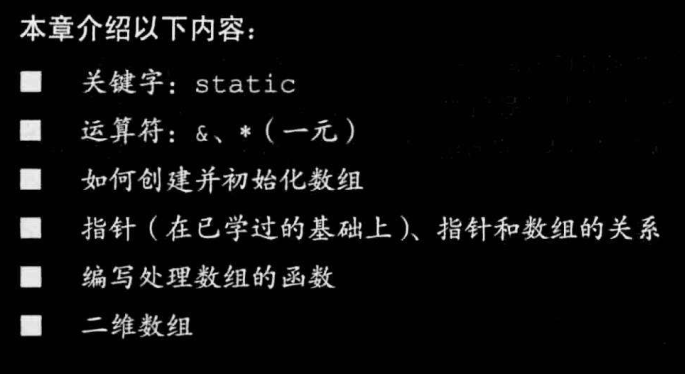 本章介绍以下内容：
■ 关键字：static
■ 运算符：&、*（一元）
■ 如何创建并初始化数组
■ 指针（在已学过的基础上）、指针和数组的关系
■ 编写处理数组的函数
■ 二维数组